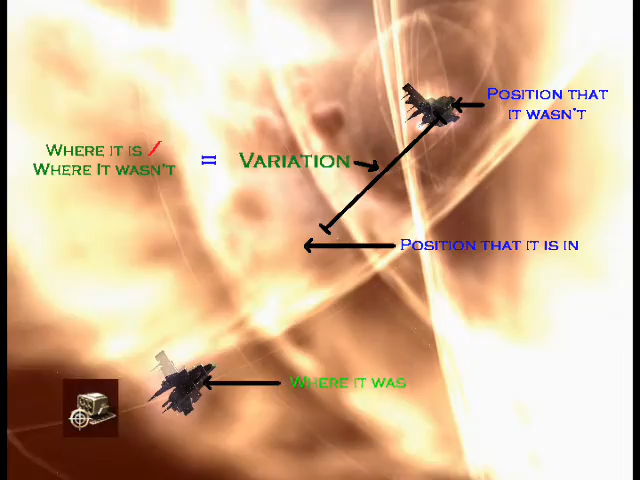 Position that
it wasn't
Where it is /
Where It wasn't
=
Variation
Position that it is in
Where it was